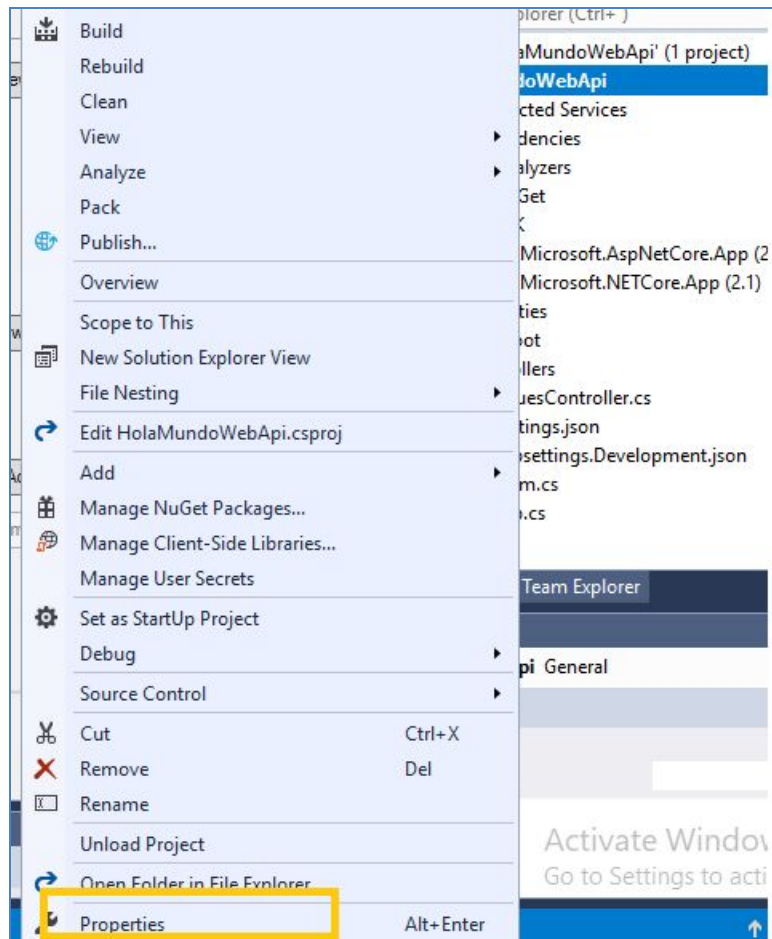 Build
Rebuild
Clean
View
Analyze
Pack
Publish...
Overview
Scope to This
New Solution Explorer View
File Nesting
Edit HolaMundoWebApi.csproj
Add
Manage NuGet Packages...
Manage Client-Side Libraries...
Manage User Secrets
Set as StartUp Project
Debug
Source Control
Cut Ctrl+X
Remove Del
Rename
Unload Project
Open Folder in File Explorer
Properties Alt+Enter
plorer (Ctrl+ )
aMundoWebApi' (1 project)
doWebApi
cted Services
dencies
alyzers
Get
Microsoft.AspNetCore.App (2
Microsoft.NETCore.App (2.1)
ties
oot
llers
uesController.cs
tings.json
settings.Development.json
m.cs
.cs
Team Explorer
pi General
Activate Window
Go to Settings to acti